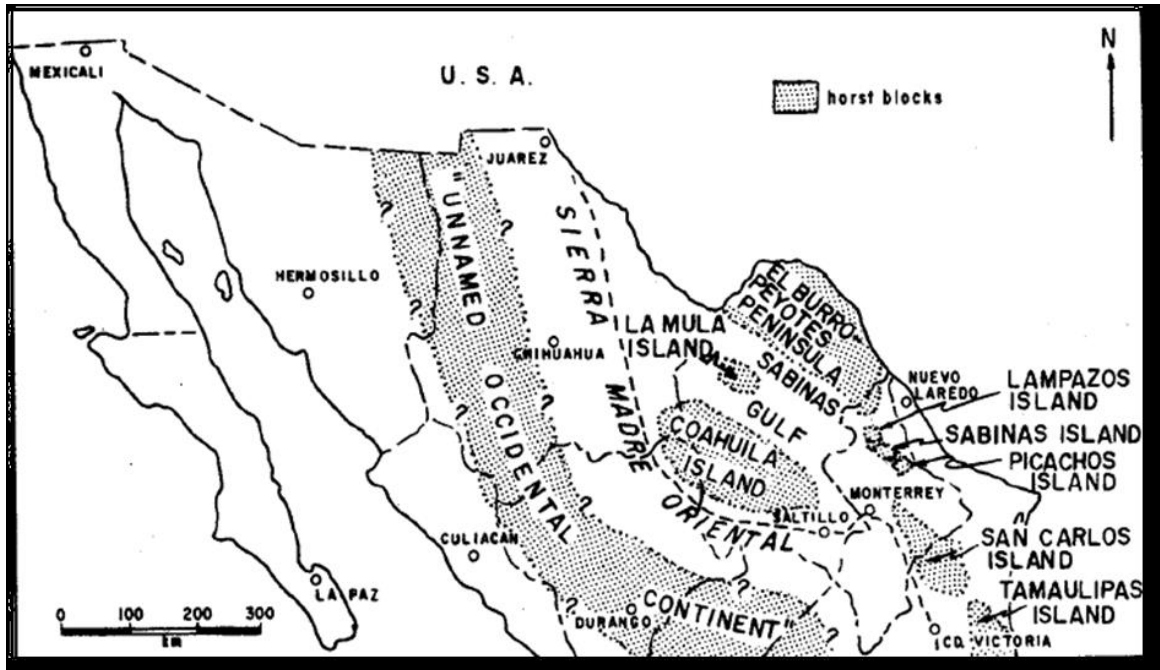 N
MEXICALI
U. S. A.
horst blocks
JUAREZ
"UNNAMED
OCCIDENTAL
CONTINENT"
SIERRA
MADRE
ORIENTAL
HERMOSILLO
CHIHUAHUA
EL BURRO-
PEYOTES
PENINSULA
LA MULA
ISLAND
SABINAS
GULF
NUEVO
LAREDO
LAMPAZOS
ISLAND
SABINAS ISLAND
PICACHOS
ISLAND
COAHUILA
ISLAND
MONTERREY
SALTILLO
SAN CARLOS
ISLAND
TAMAULIPAS
ISLAND
CULIACAN
LA PAZ
DURANGO
CD. VICTORIA
0 100 200 300
km
?
?
?
?
?
?
?
?
?
?
?
?